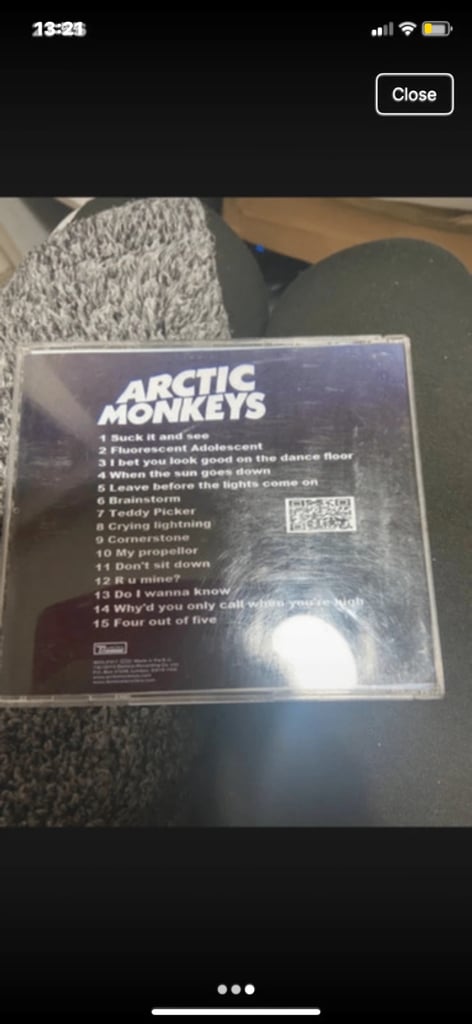 Close
ARCTIC
MONKEYS
1 Suck it and see
2 Fluorescent Adolescent
3 I bet you look good on the dance floor
4 When the sun goes down
5 Leave before the lights come on
6 Brainstorm
7 Teddy Picker
8 Crying lightning
9 Cornerstone
10 My propellor
11 Don't sit down
12 R u mine?
13 Do I wanna know
14 Why'd you only call when you're high
15 Four out of five